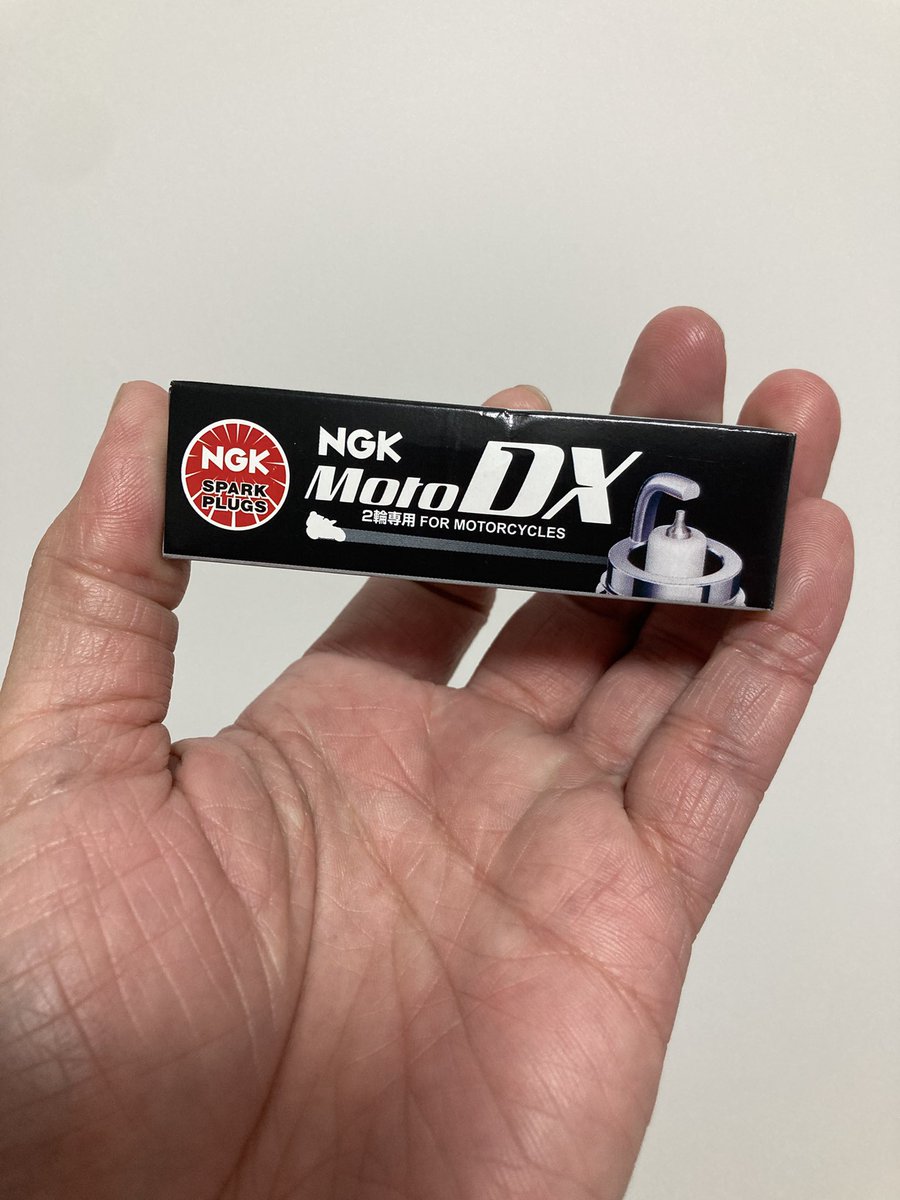 NGK
SPARK
PLUGS
NGK
MotoDX
2輪専用 FOR MOTORCYCLES